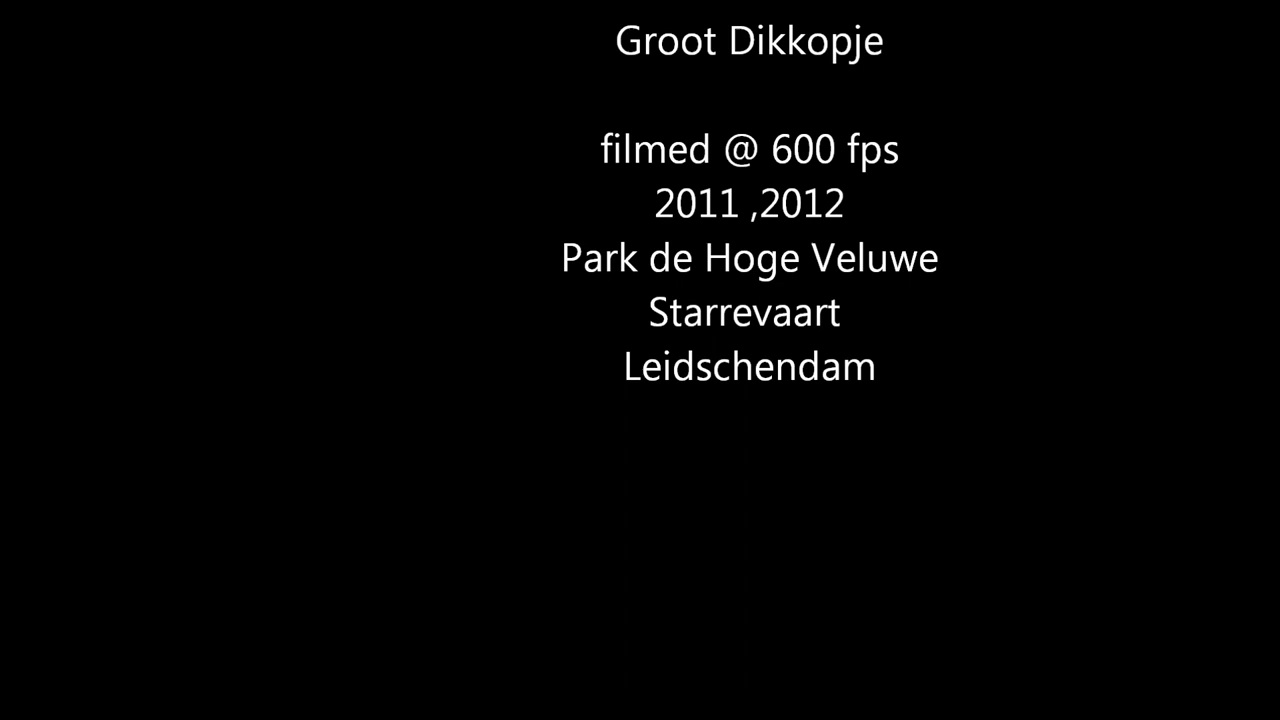 Groot Dikkopje
filmed @ 600 fps
2011 ,2012
Park de Hoge Veluwe
Starrevaart
Leidschendam